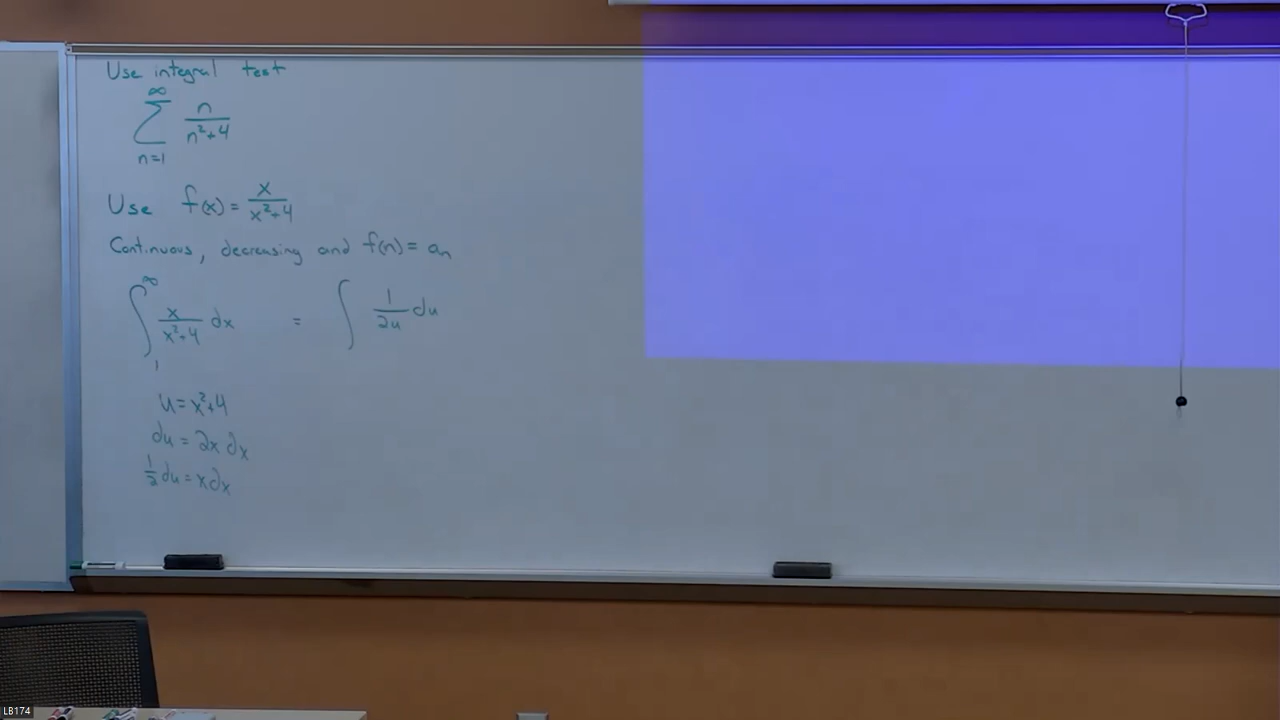 Use integral test
∞
∑ n/(n²+4)
n=1
Use f(x) = x/(x²+4)
Continuous, decreasing and f(n) = aₙ
∫₁^∞ x/(x²+4) dx = ∫ 1/(2u) du
u = x²+4
du = 2x dx
1/2 du = x dx
LB174